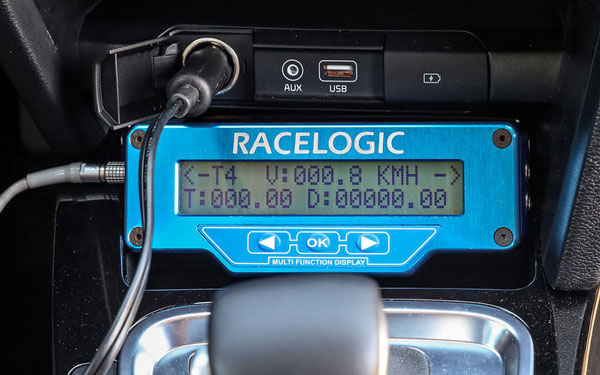 AUX
USB
RACELOGIC
<-T4 V:000.8 KMH ->
T:000.00 D:00000.00
OK
MULTI FUNCTION DISPLAY